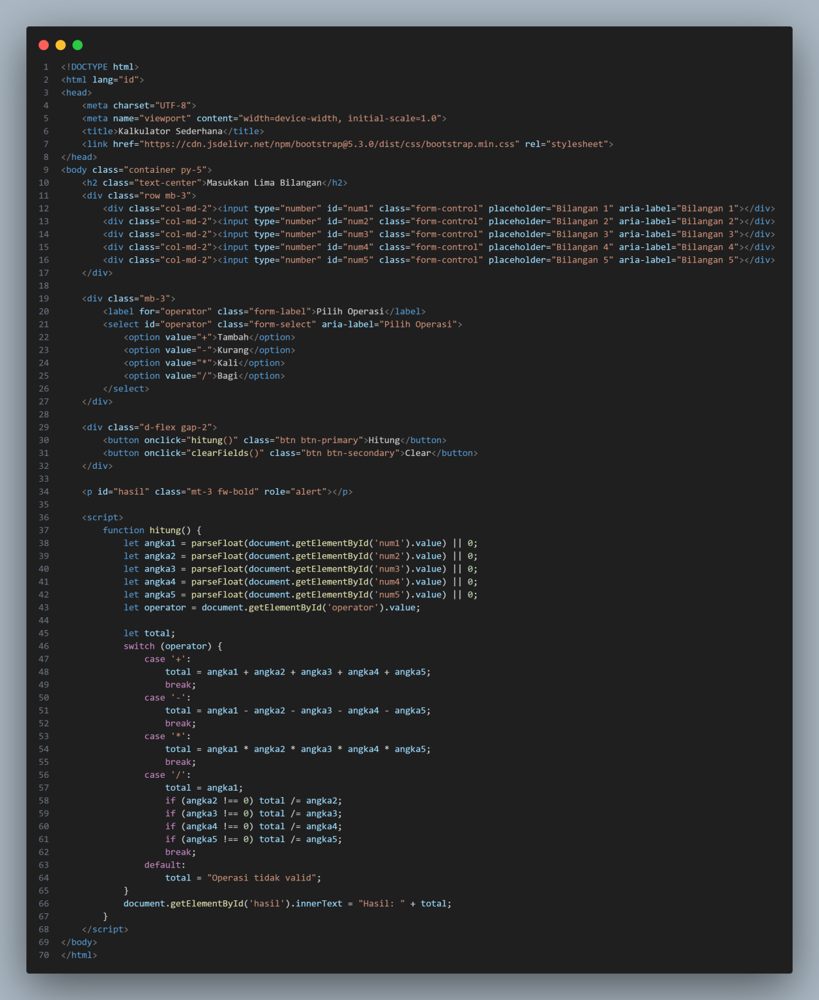 1 <!DOCTYPE html>
2 <html lang="id">
3 <head>
4     <meta charset="UTF-8">
5     <meta name="viewport" content="width=device-width, initial-scale=1.0">
6     <title>Kalkulator Sederhana</title>
7     <link href="https://cdn.jsdelivr.net/npm/bootstrap@5.3.0/dist/css/bootstrap.min.css" rel="stylesheet">
8 </head>
9 <body class="container py-5">
10     <h2 class="text-center">Masukkan Lima Bilangan</h2>
11     <div class="row mb-3">
12         <div class="col-md-2"><input type="number" id="num1" class="form-control" placeholder="Bilangan 1" aria-label="Bilangan 1"></div>
13         <div class="col-md-2"><input type="number" id="num2" class="form-control" placeholder="Bilangan 2" aria-label="Bilangan 2"></div>
14         <div class="col-md-2"><input type="number" id="num3" class="form-control" placeholder="Bilangan 3" aria-label="Bilangan 3"></div>
15         <div class="col-md-2"><input type="number" id="num4" class="form-control" placeholder="Bilangan 4" aria-label="Bilangan 4"></div>
16         <div class="col-md-2"><input type="number" id="num5" class="form-control" placeholder="Bilangan 5" aria-label="Bilangan 5"></div>
17     </div>
18
19     <div class="mb-3">
20         <label for="operator" class="form-label">Pilih Operasi</label>
21         <select id="operator" class="form-select" aria-label="Pilih Operasi">
22             <option value="+">Tambah</option>
23             <option value="-">Kurang</option>
24             <option value="*">Kali</option>
25             <option value="/">Bagi</option>
26         </select>
27     </div>
28
29     <div class="d-flex gap-2">
30         <button onclick="hitung()" class="btn btn-primary">Hitung</button>
31         <button onclick="clearFields()" class="btn btn-secondary">Clear</button>
32     </div>
33
34     <p id="hasil" class="mt-3 fw-bold" role="alert"></p>
35
36     <script>
37         function hitung() {
38             let angka1 = parseFloat(document.getElementById('num1').value) || 0;
39             let angka2 = parseFloat(document.getElementById('num2').value) || 0;
40             let angka3 = parseFloat(document.getElementById('num3').value) || 0;
41             let angka4 = parseFloat(document.getElementById('num4').value) || 0;
42             let angka5 = parseFloat(document.getElementById('num5').value) || 0;
43             let operator = document.getElementById('operator').value;
44
45             let total;
46             switch (operator) {
47                 case '+':
48                     total = angka1 + angka2 + angka3 + angka4 + angka5;
49                     break;
50                 case '-':
51                     total = angka1 - angka2 - angka3 - angka4 - angka5;
52                     break;
53                 case '*':
54                     total = angka1 * angka2 * angka3 * angka4 * angka5;
55                     break;
56                 case '/':
57                     total = angka1;
58                     if (angka2 !== 0) total /= angka2;
59                     if (angka3 !== 0) total /= angka3;
60                     if (angka4 !== 0) total /= angka4;
61                     if (angka5 !== 0) total /= angka5;
62                     break;
63                 default:
64                     total = "Operasi tidak valid";
65             }
66             document.getElementById('hasil').innerText = "Hasil: " + total;
67         }
68     </script>
69 </body>
70 </html>